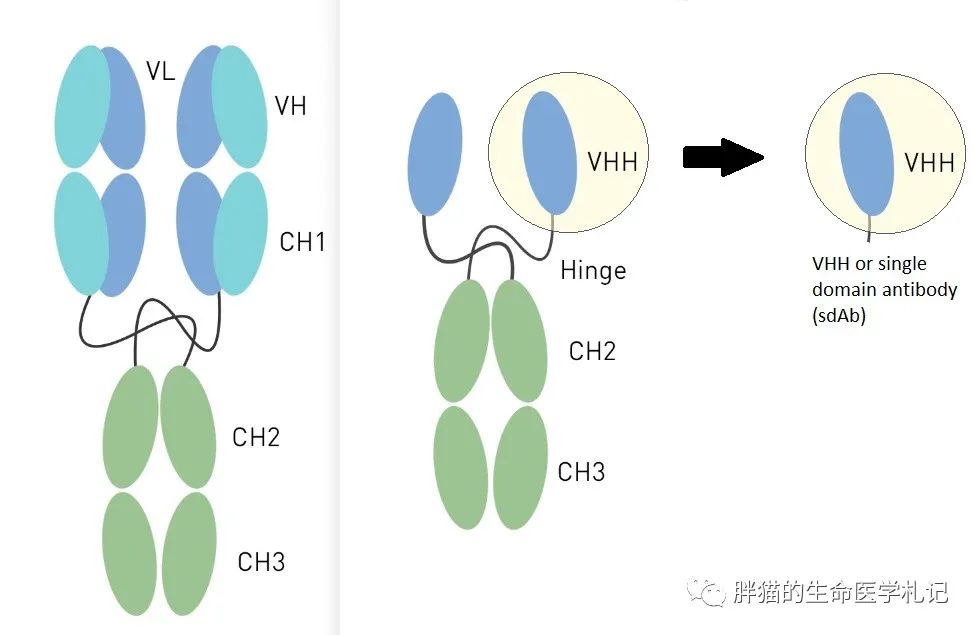 VL
VH
CH1
CH2
CH3
VHH
Hinge
CH2
CH3
VHH
VHH or single
domain antibody
(sdAb)
胖猫的生命医学札记